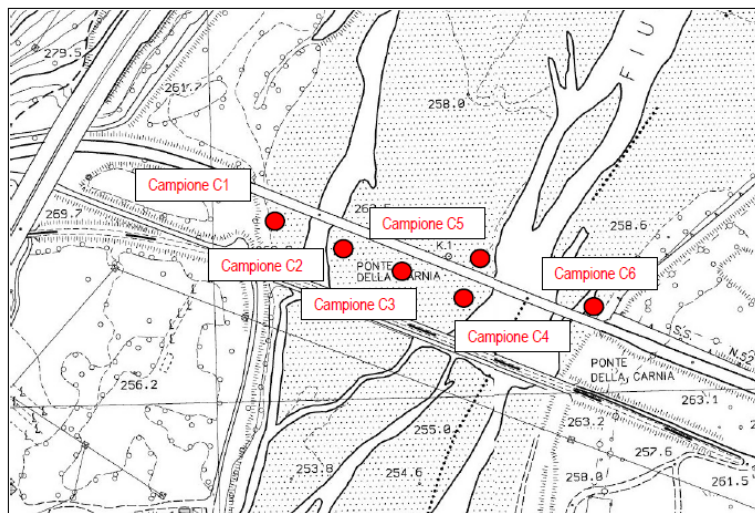 279.5
261.7
258.0
FIU
Campione C1
269.7
Campione C5
258.6
K.1
Campione C2
PONTE
DELLA CARNIA
Campione C6
Campione C3
Campione C4
S.S.
N.52
PONTE
DELLA CARNIA
256.2
263.1
255.0
263.2
257.6
253.8
254.6
258.0
261.5